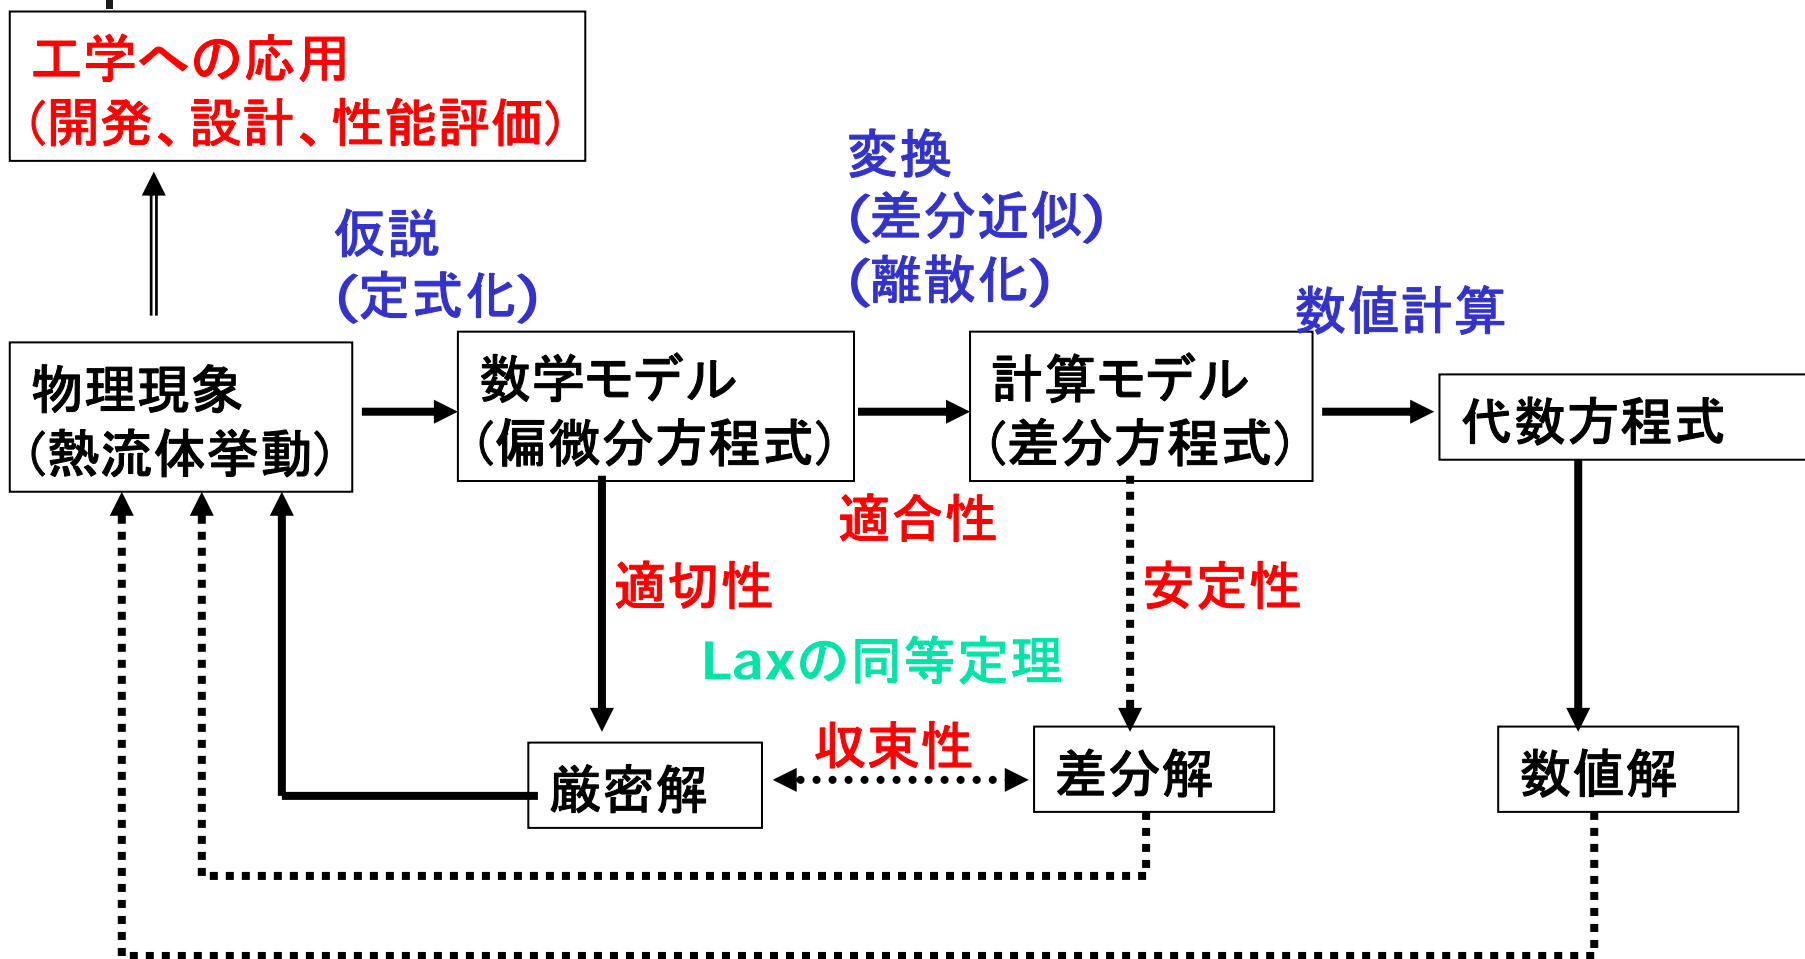 工学への応用
(開発、設計、性能評価)
変換
(差分近似)
(離散化)
仮説
(定式化)
数値計算
物理現象
(熱流体挙動)
数学モデル
(偏微分方程式)
計算モデル
(差分方程式)
代数方程式
適合性
適切性
安定性
Laxの同等定理
収束性
厳密解
差分解
数値解